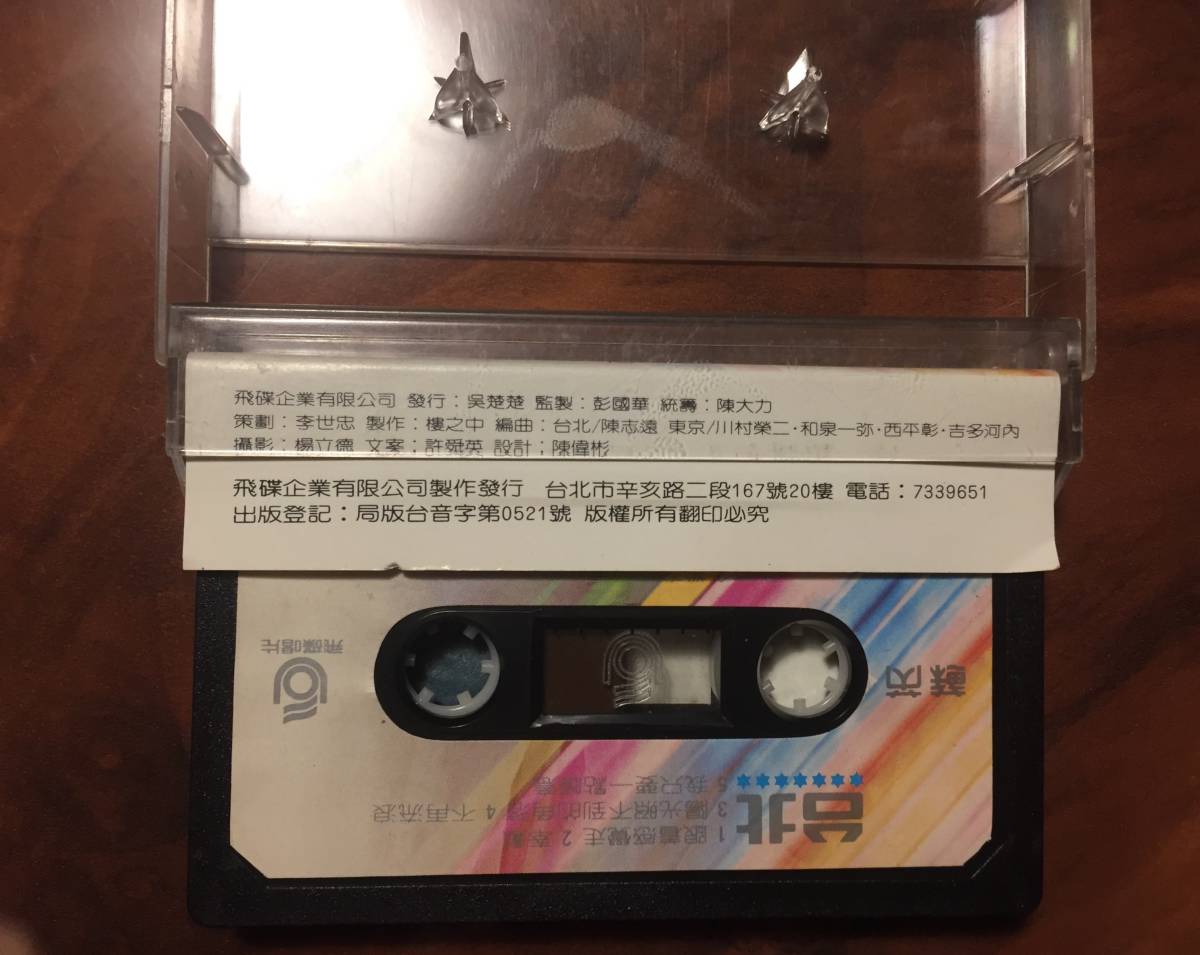 飛碟企業有限公司 發行：吳楚楚 監製：彭國華 統籌：陳大力
策劃：李世忠 製作：樓之中 編曲：台北/陳志遠 東京/川村榮二·和泉一弥·西平彰·吉多河內
攝影；楊立德 文案；許舜英 設計；陳偉彬
飛碟企業有限公司製作發行 台北市辛亥路二段167號20樓 電話：7339651
出版登記：局版台音字第0521號 版權所有翻印必究
飛碟唱片
蘇芮
台北
1 跟着感覺走 2 牽
3 陽光照不到的角落 4 不再流浪
5 我只要一點